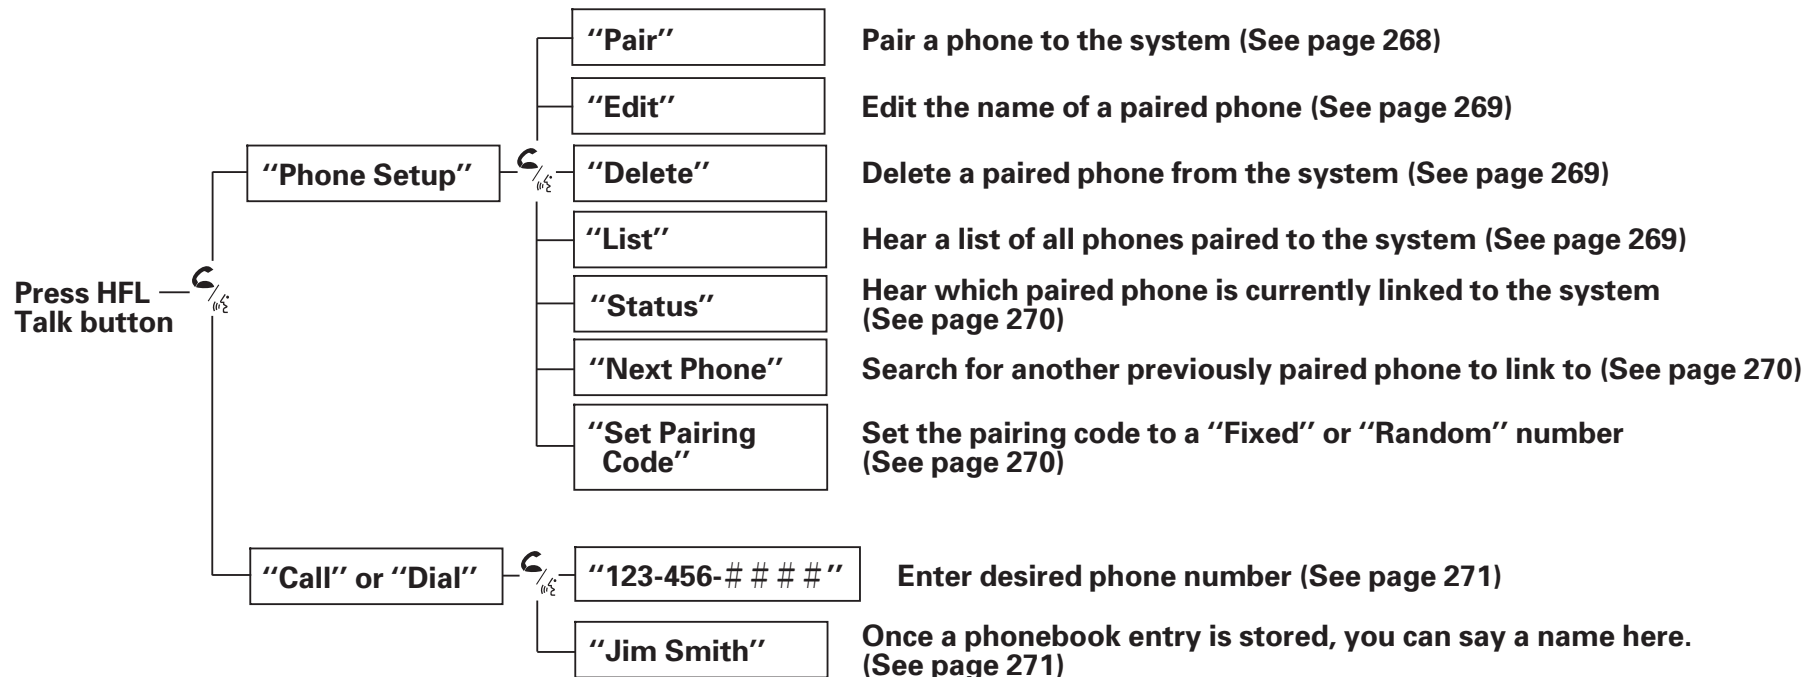 “Pair” Pair a phone to the system (See page 268)
“Edit” Edit the name of a paired phone (See page 269)
“Phone Setup” “Delete” Delete a paired phone from the system (See page 269)
“List” Hear a list of all phones paired to the system (See page 269)
Press HFL
Talk button
“Status” Hear which paired phone is currently linked to the system
(See page 270)
“Next Phone” Search for another previously paired phone to link to (See page 270)
“Set Pairing
Code”
Set the pairing code to a “Fixed” or “Random” number
(See page 270)
“Call” or “Dial” “123-456-####” Enter desired phone number (See page 271)
“Jim Smith” Once a phonebook entry is stored, you can say a name here.
(See page 271)